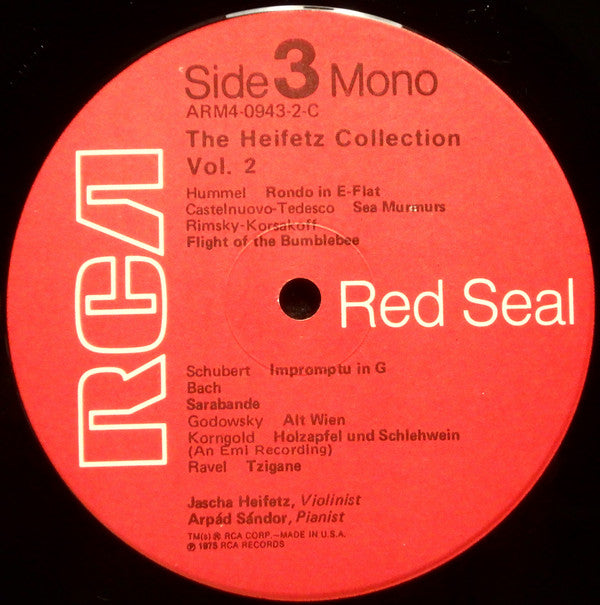 Side 3 Mono
ARM4-0943-2-C
The Heifetz Collection
Vol. 2
Hummel Rondo in E-Flat
Castelnuovo-Tedesco Sea Murmurs
Rimsky-Korsakoff
Flight of the Bumblebee
RCA
Red Seal
Schubert Impromptu in G
Bach
Sarabande
Godowsky Alt Wien
Korngold Holzapfel und Schlehwein
(An Emi Recording)
Ravel Tzigane
Jascha Heifetz, Violinist
Arpád Sándor, Pianist
TM(s) ® RCA CORP.—MADE IN U.S.A.
℗ 1975 RCA RECORDS